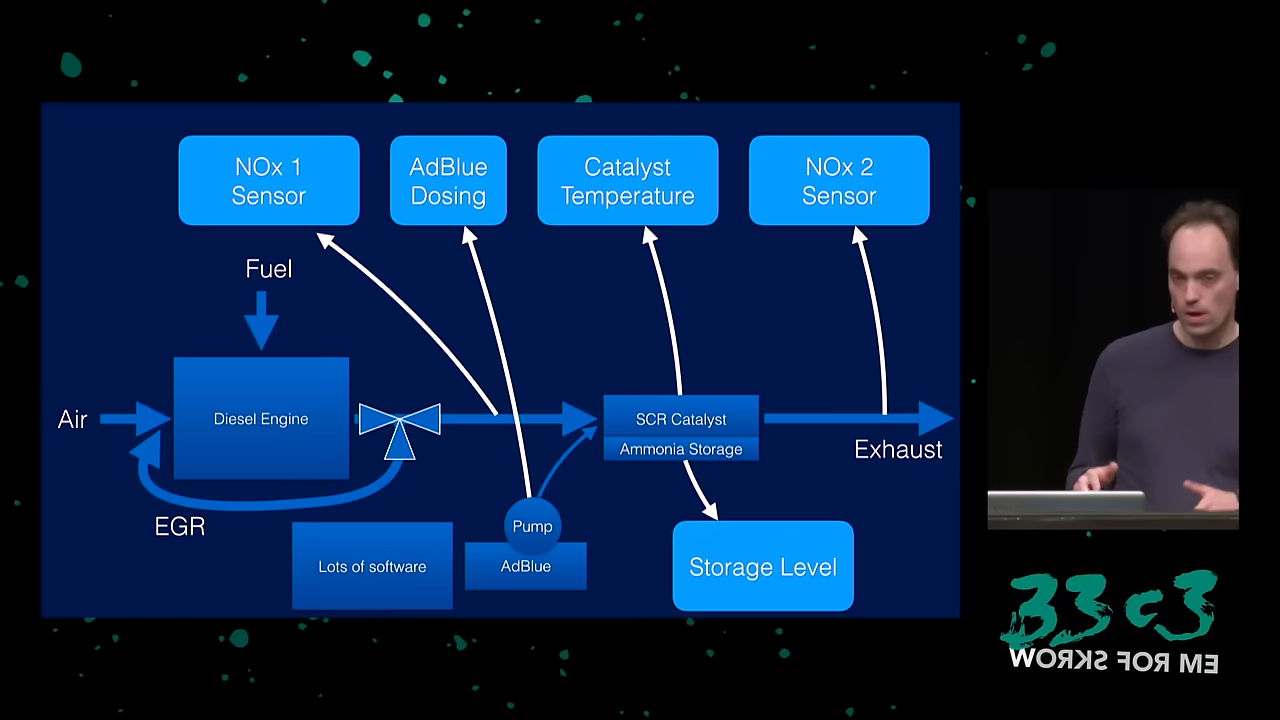 NOx 1
Sensor
AdBlue
Dosing
Catalyst
Temperature
NOx 2
Sensor
Fuel
Air
Diesel Engine
SCR Catalyst
Ammonia Storage
Exhaust
EGR
Pump
Lots of software
AdBlue
Storage Level
33c3
WORKS FOR ME